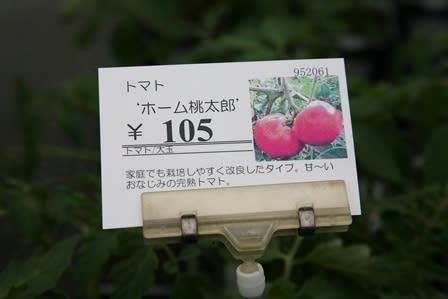 952061
トマト
‘ホーム桃太郎’
¥ 105
トマト/大玉
家庭でも栽培しやすく改良したタイプ。甘〜い
おなじみの完熟トマト。